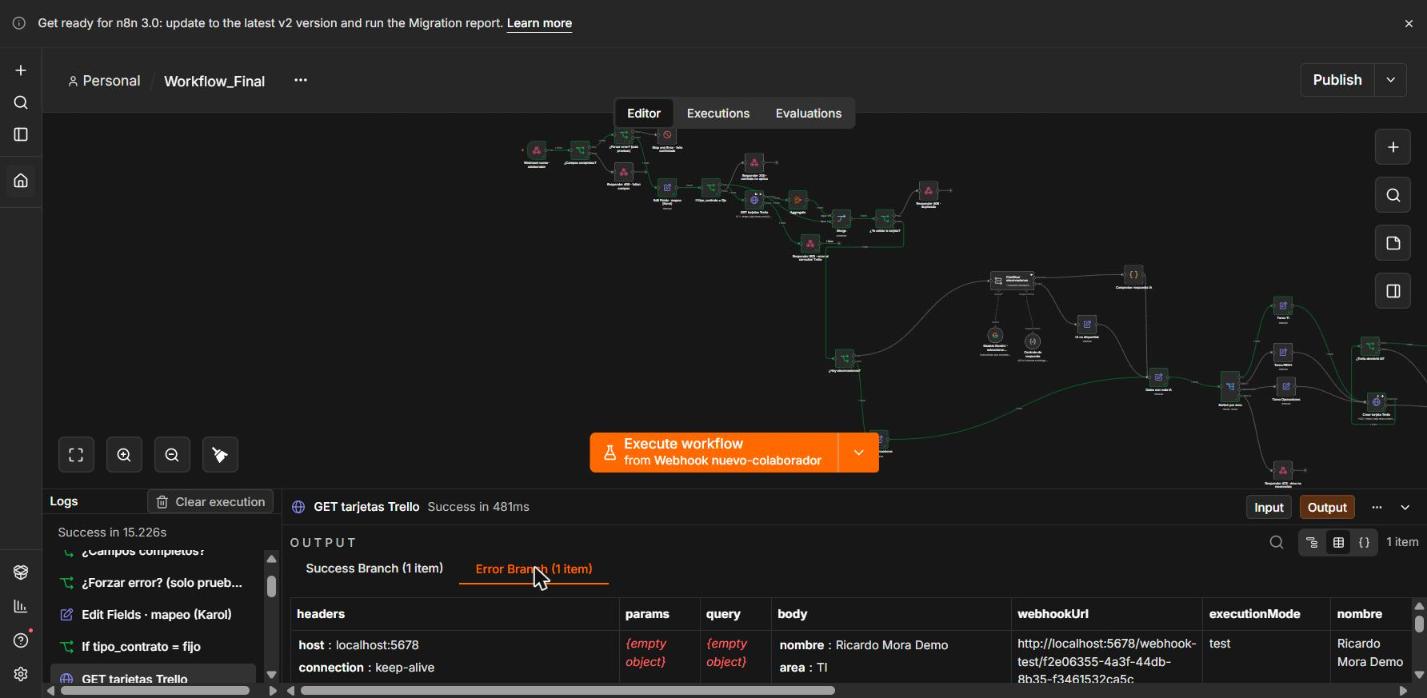 Get ready for n8n 3.0: update to the latest v2 version and run the Migration report. Learn more
Personal / Workflow_Final
Publish
Editor
Executions
Evaluations
Execute workflow
from Webhook nuevo-colaborador
Logs
Clear execution
GET tarjetas Trello Success in 481ms
Input
Output
Success in 15.226s
OUTPUT
1 item
¿Campos completos?
Success Branch (1 item)
Error Branch (1 item)
¿Forzar error? (solo prueb...
Edit Fields · mapeo (Karol)
If tipo_contrato = fijo
GET tarjetas Trello
headers
params
query
body
webhookUrl
executionMode
nombre
host : localhost:5678
connection : keep-alive
{empty object}
{empty object}
nombre : Ricardo Mora Demo
area : TI
http://localhost:5678/webhook-
test/f2e06355-4a3f-44db-
8b35-f3461532ca5c
test
Ricardo
Mora Demo